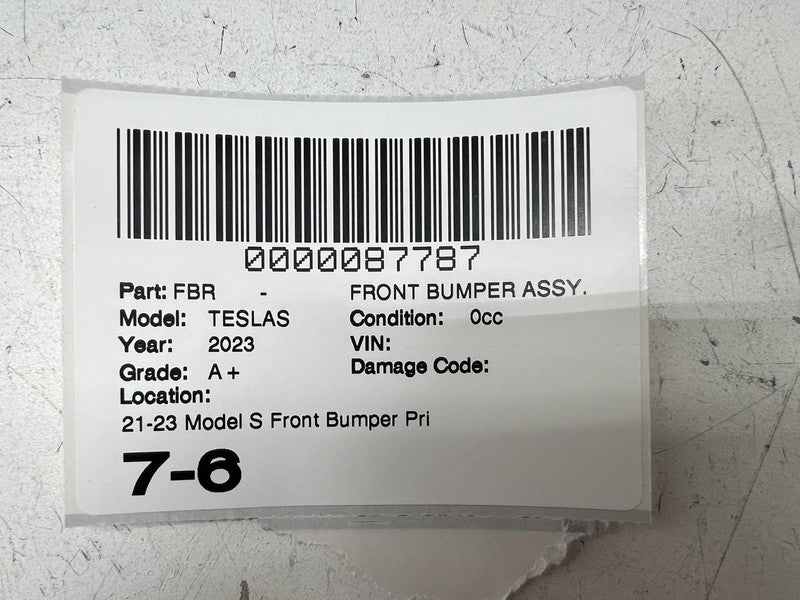 0000087787
Part: FBR - FRONT BUMPER ASSY.
Model: TESLAS Condition: 0cc
Year: 2023 VIN:
Grade: A+ Damage Code:
Location:
21-23 Model S Front Bumper Pri
7-6